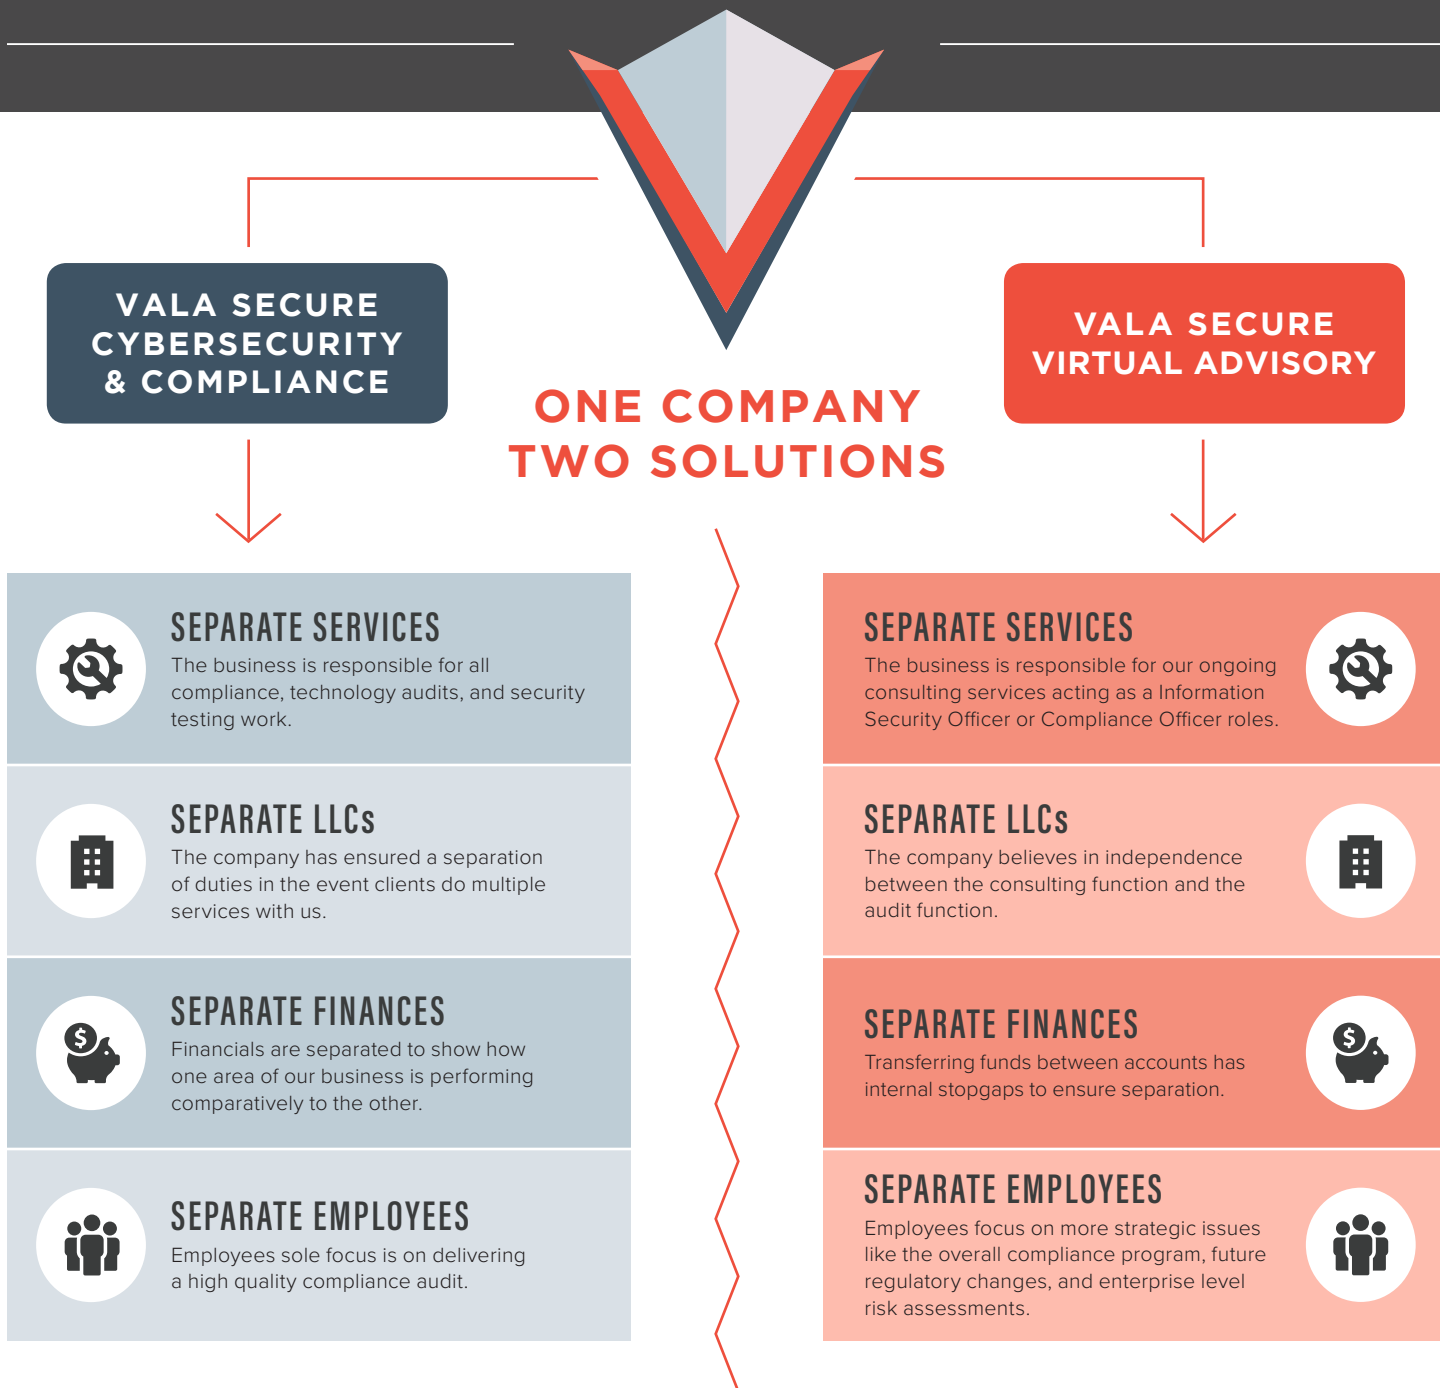 VALA SECURE
CYBERSECURITY
& COMPLIANCE
VALA SECURE
VIRTUAL ADVISORY
ONE COMPANY
TWO SOLUTIONS
SEPARATE SERVICES
The business is responsible for all
compliance, technology audits, and security
testing work.
SEPARATE LLCs
The company has ensured a separation
of duties in the event clients do multiple
services with us.
SEPARATE FINANCES
Financials are separated to show how
one area of our business is performing
comparatively to the other.
SEPARATE EMPLOYEES
Employees sole focus is on delivering
a high quality compliance audit.
SEPARATE SERVICES
The business is responsible for our ongoing
consulting services acting as a Information
Security Officer or Compliance Officer roles.
SEPARATE LLCs
The company believes in independence
between the consulting function and the
audit function.
SEPARATE FINANCES
Transferring funds between accounts has
internal stopgaps to ensure separation.
SEPARATE EMPLOYEES
Employees focus on more strategic issues
like the overall compliance program, future
regulatory changes, and enterprise level
risk assessments.